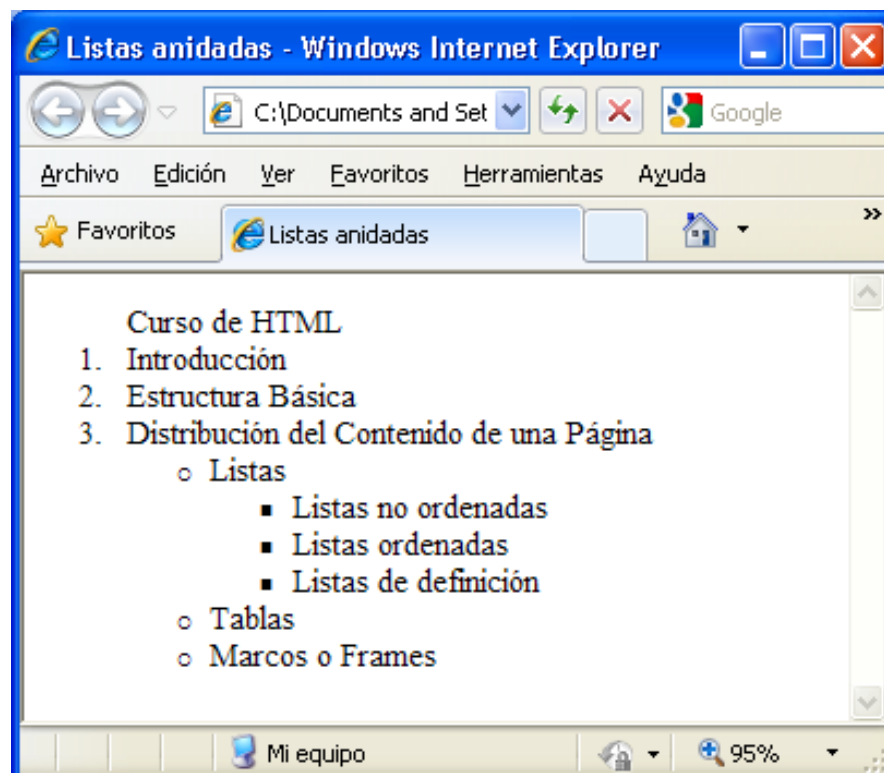 Listas anidadas - Windows Internet Explorer
C:\Documents and Set
Google
Archivo Edición Ver Favoritos Herramientas Ayuda
Favoritos
Listas anidadas
»
Curso de HTML
1. Introducción
2. Estructura Básica
3. Distribución del Contenido de una Página
Listas
Listas no ordenadas
Listas ordenadas
Listas de definición
Tablas
Marcos o Frames
Mi equipo
95%